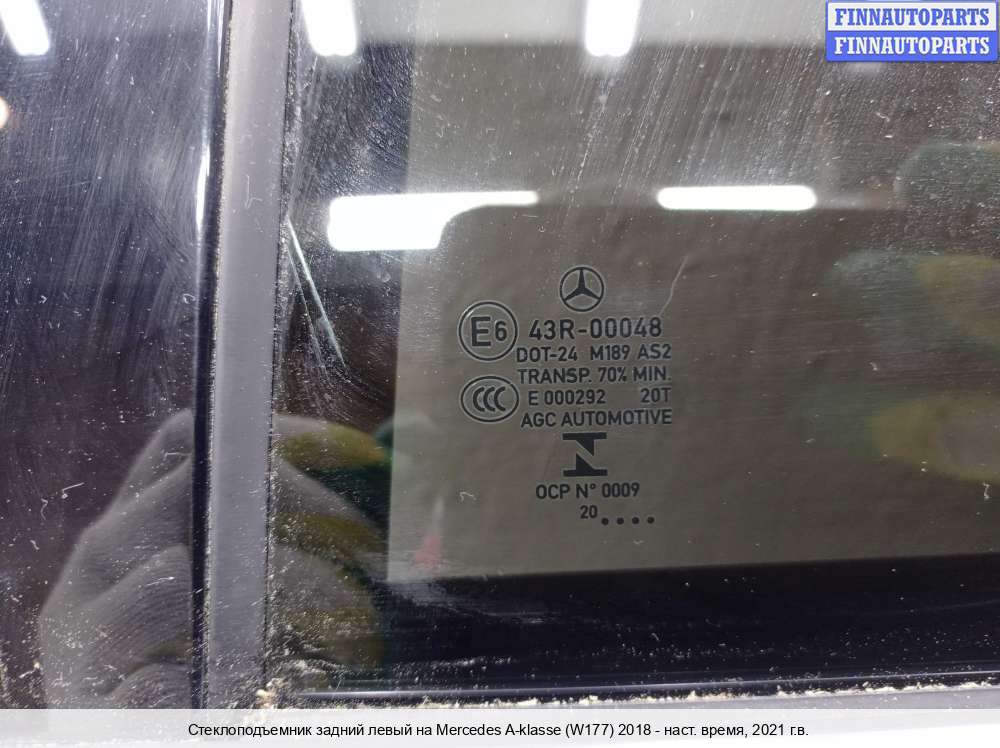 FINNAUTOPARTS
FINNAUTOPARTS
E6 43R-00048
DOT-24 M189 AS2
TRANSP. 70% MIN.
CCC E 000292 20T
AGC AUTOMOTIVE
N
OCP N° 0009
20 ....
Стеклоподъемник задний левый на Mercedes A-klasse (W177) 2018 - наст. время, 2021 г.в.